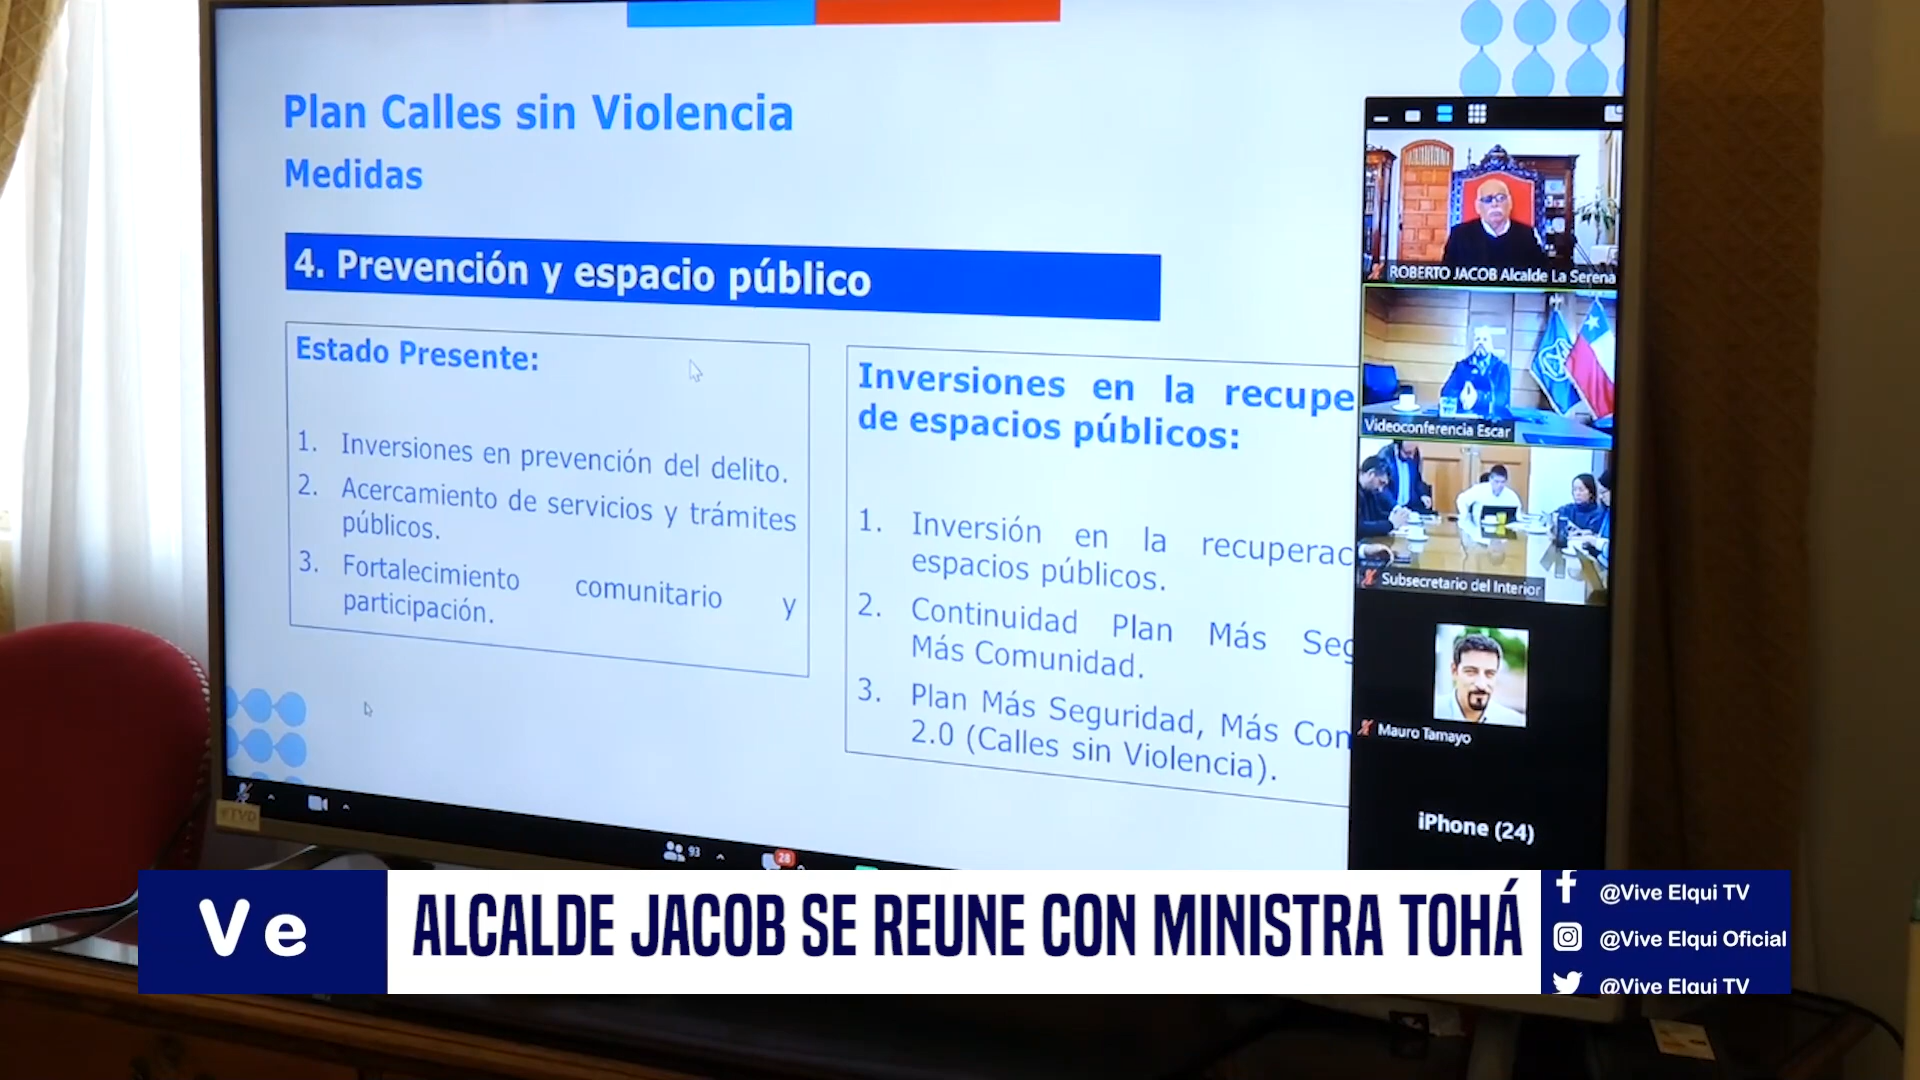 Plan Calles sin Violencia
Medidas
4. Prevención y espacio público
Estado Presente:
1. Inversiones en prevención del delito.
2. Acercamiento de servicios y trámites
públicos.
3. Fortalecimiento comunitario y
participación.
Inversiones en la recupe
de espacios públicos:
1. Inversión en la recuperac
espacios públicos.
2. Continuidad Plan Más Seg
Más Comunidad.
3. Plan Más Seguridad, Más Con
2.0 (Calles sin Violencia).
ROBERTO JACOB Alcalde La Serena
Videoconferencia Escar
Subsecretario del Interior
Mauro Tamayo
iPhone (24)
93
28
Ve
ALCALDE JACOB SE REUNE CON MINISTRA TOHÁ
@Vive Elqui TV
@Vive Elqui Oficial
@Vive Elqui TV